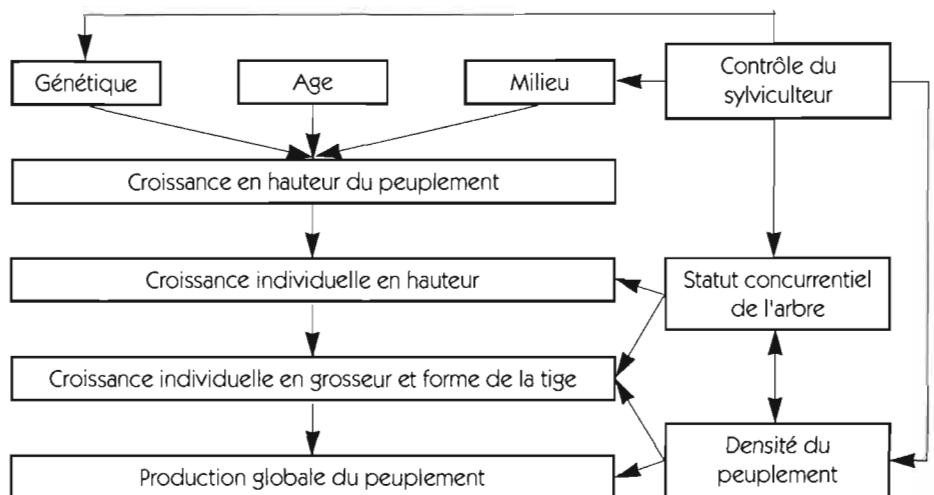 Génétique
Age
Milieu
Contrôle du
sylviculteur
Croissance en hauteur du peuplement
Croissance individuelle en hauteur
Statut concurrentiel
de l'arbre
Croissance individuelle en grosseur et forme de la tige
Densité du
peuplement
Production globale du peuplement